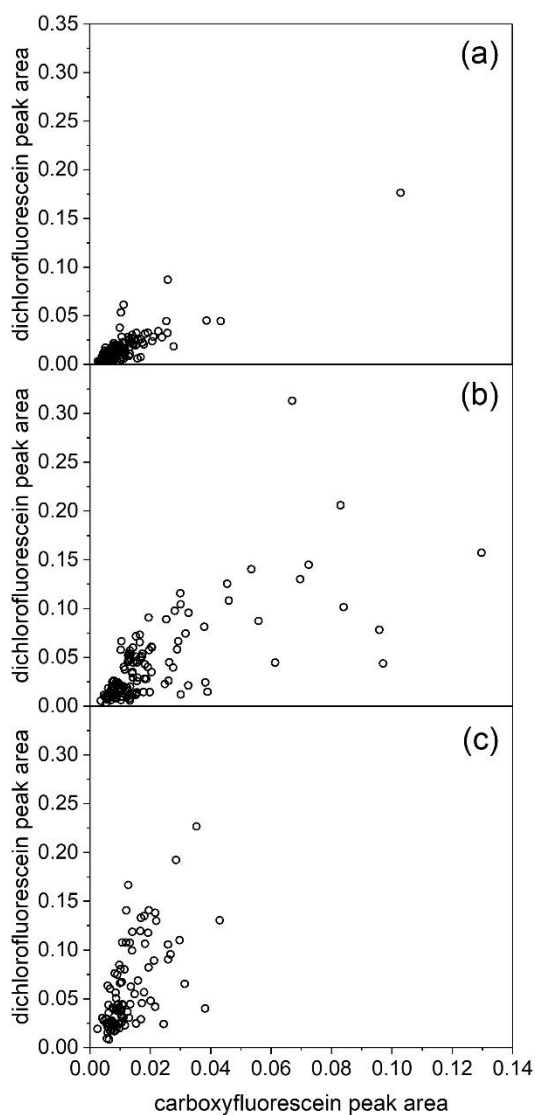 (a)
0.35
0.30
0.25
0.20
0.15
0.10
0.05
0.00
dichlorofluorescein peak area
(b)
0.30
0.25
0.20
0.15
0.10
0.05
0.00
dichlorofluorescein peak area
(c)
0.30
0.25
0.20
0.15
0.10
0.05
0.00
dichlorofluorescein peak area
0.00 0.02 0.04 0.06 0.08 0.10 0.12 0.14
carboxyfluorescein peak area